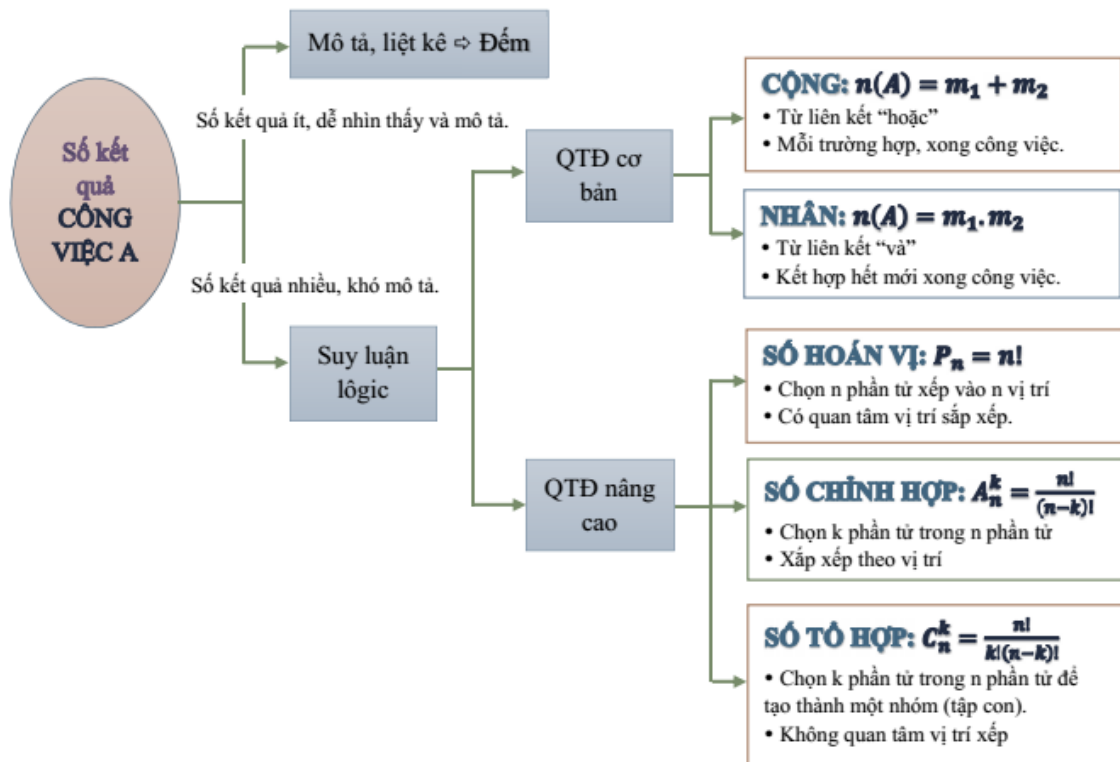 Số kết
quả
CÔNG
VIỆC A
Mô tả, liệt kê ⇨ Đếm
Số kết quả ít, dễ nhìn thấy và mô tả.
Số kết quả nhiều, khó mô tả.
Suy luận
lôgic
QTĐ cơ
bản
CỘNG: n(A) = m₁ + m₂
• Từ liên kết “hoặc”
• Mỗi trường hợp, xong công việc.
NHÂN: n(A) = m₁. m₂
• Từ liên kết “và”
• Kết hợp hết mới xong công việc.
QTĐ nâng
cao
SỐ HOÁN VỊ: Pₙ = n!
• Chọn n phần tử xếp vào n vị trí
• Có quan tâm vị trí sắp xếp.
SỐ CHỈNH HỢP: $A_n^k = \frac{n!}{(n-k)!}$
• Chọn k phần tử trong n phần tử
• Xắp xếp theo vị trí
SỐ TỔ HỢP: $C_n^k = \frac{n!}{k!(n-k)!}$
• Chọn k phần tử trong n phần tử để
tạo thành một nhóm (tập con).
• Không quan tâm vị trí xếp